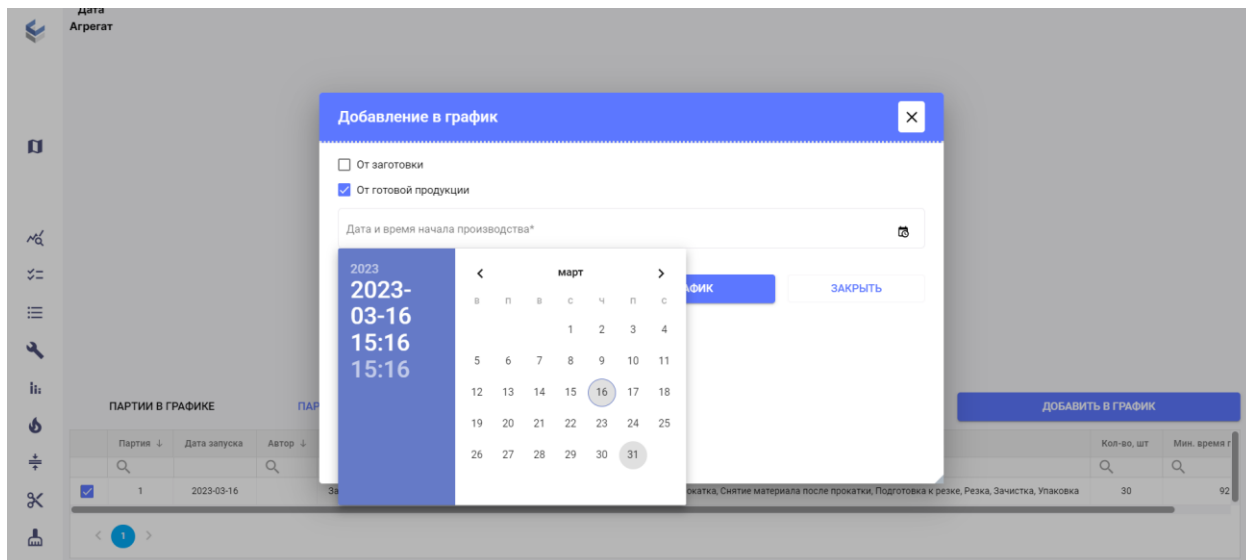 Дата
Агрегат
Добавление в график
От заготовки
От готовой продукции
Дата и время начала производства*
2023
2023-
03-16
15:16
15:16
март
В П В С Ч П С
1 2 3 4
5 6 7 8 9 10 11
12 13 14 15 16 17 18
19 20 21 22 23 24 25
26 27 28 29 30 31
ЗАКРЫТЬ
ПАРТИИ В ГРАФИКЕ
ДОБАВИТЬ В ГРАФИК
Партия ↓ Дата запуска Автор ↓ Кол-во, шт Мин. время
1 2023-03-16 Снятие материала после прокатки, Подготовка к резке, Резка, Зачистка, Упаковка 30 92
1